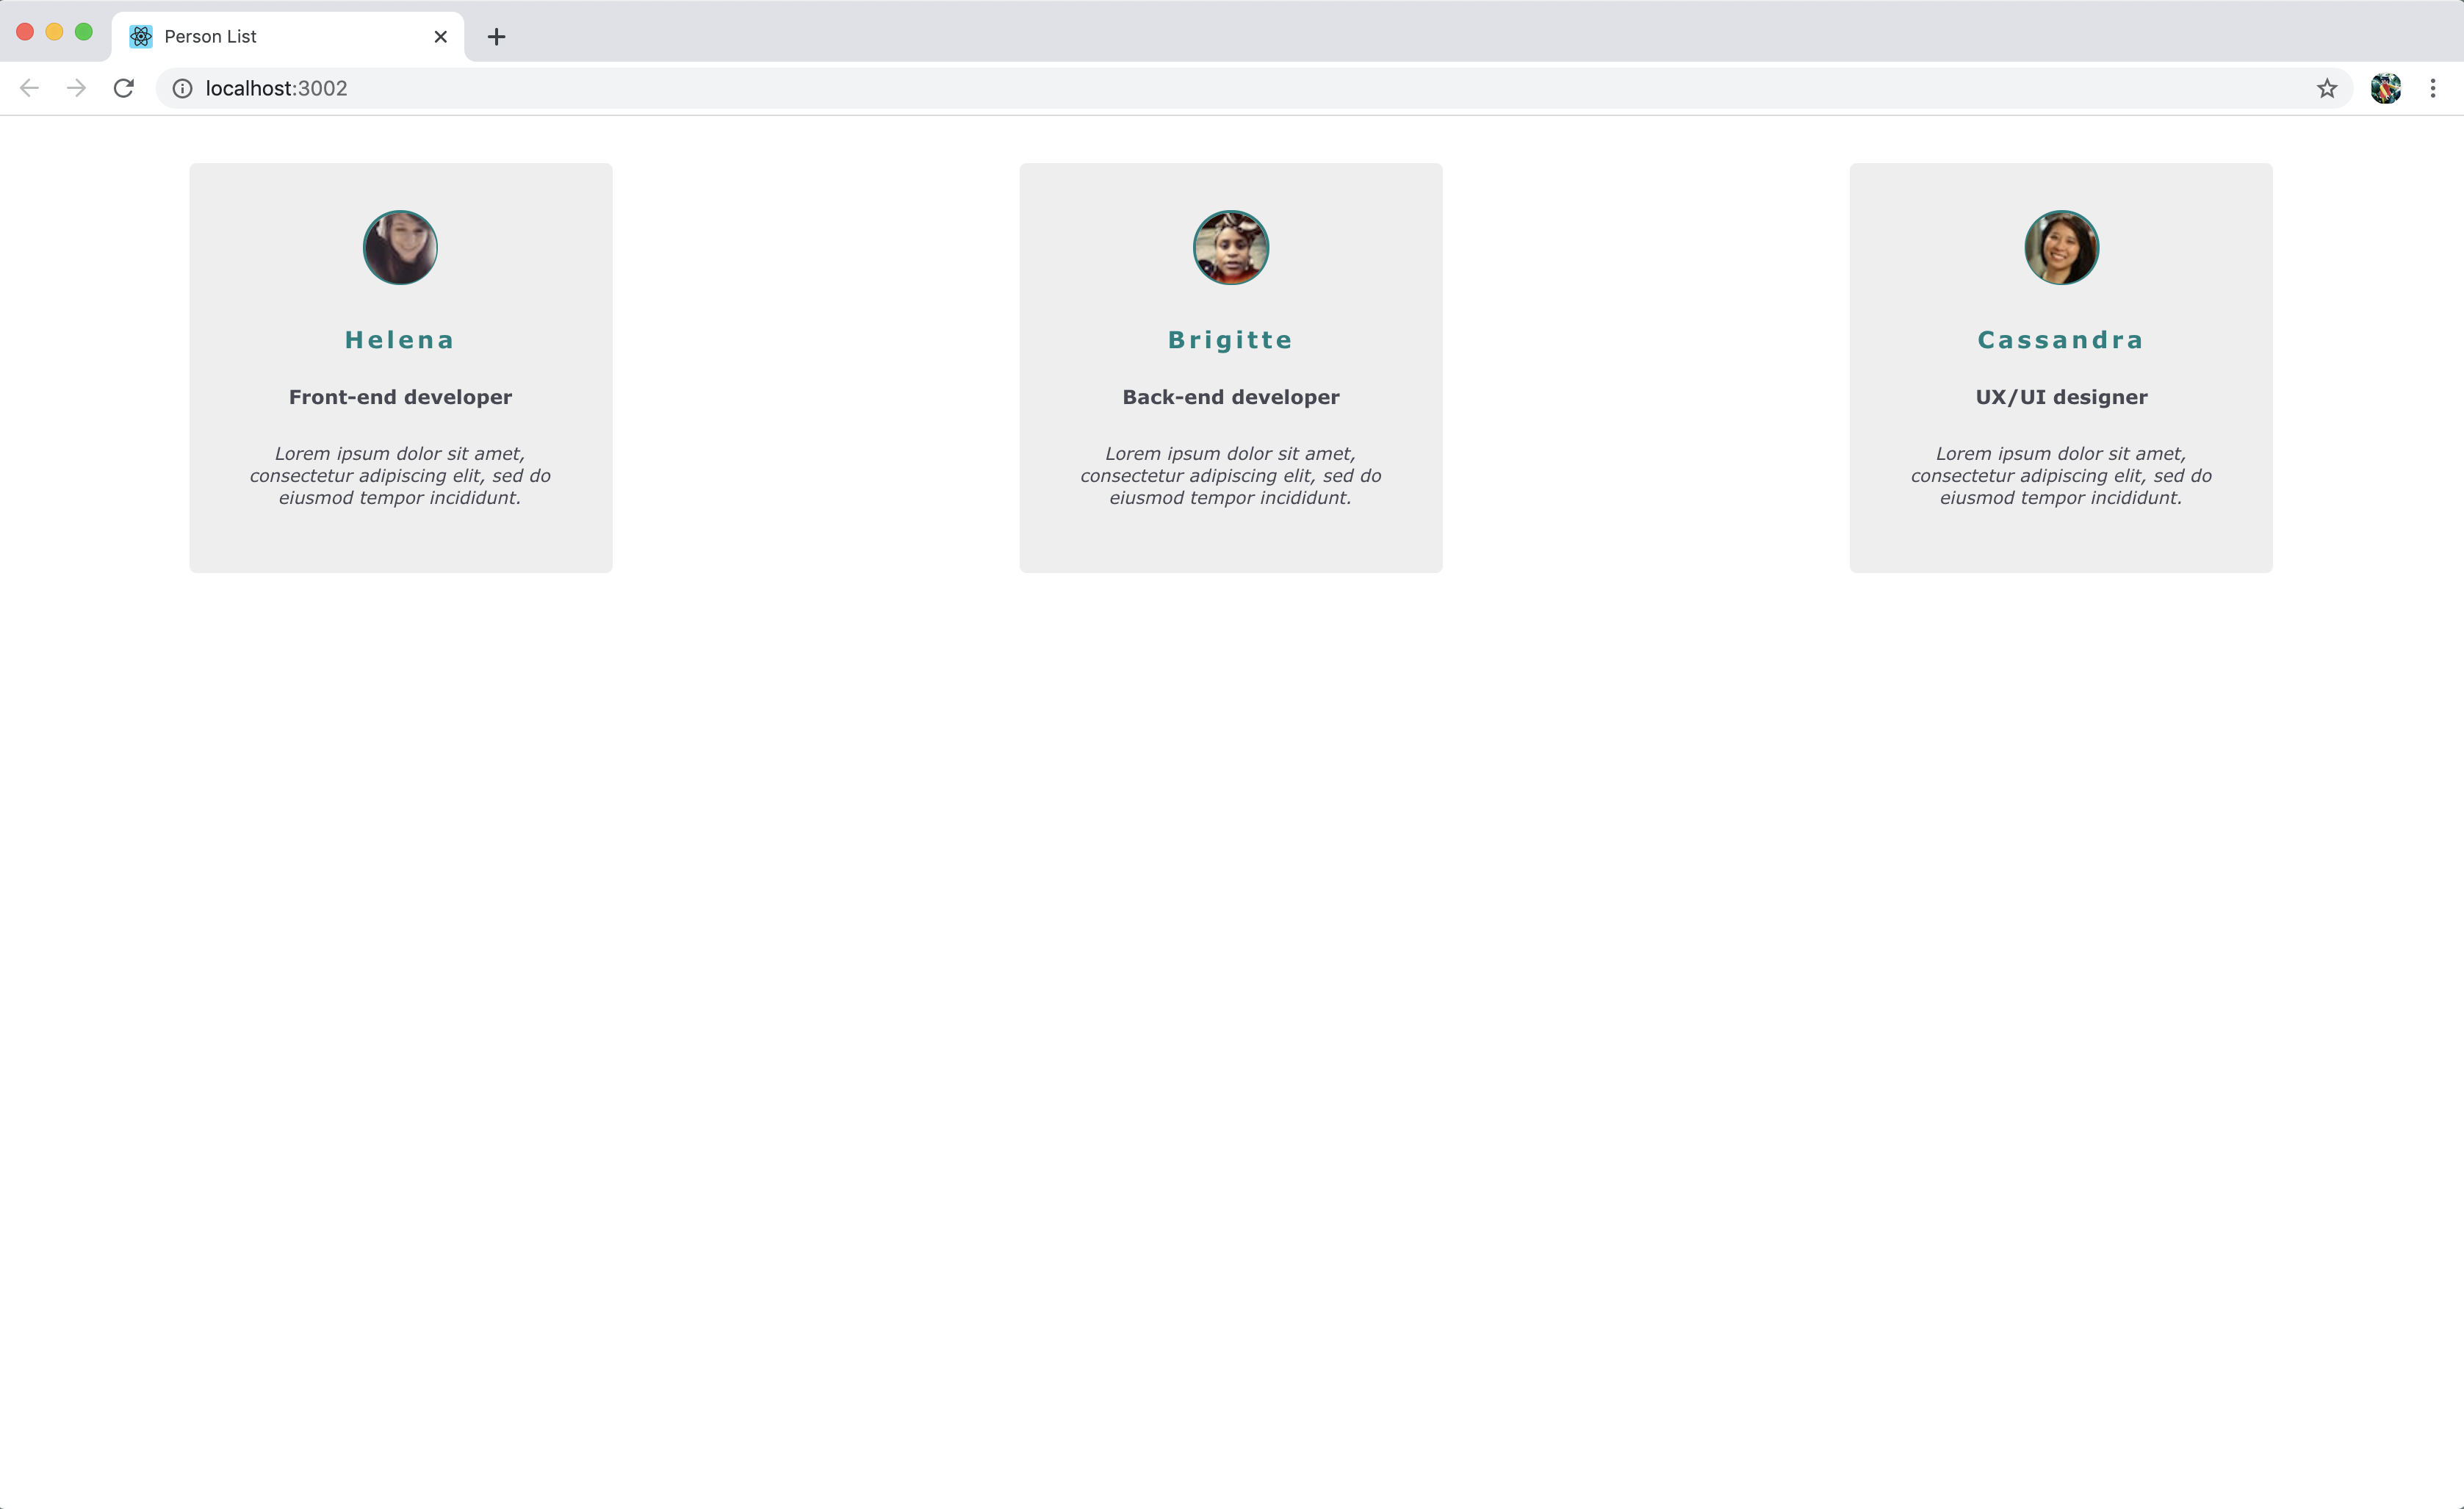 Person List
localhost:3002
Helena
Front-end developer
Lorem ipsum dolor sit amet,
consectetur adipiscing elit, sed do
eiusmod tempor incididunt.
Brigitte
Back-end developer
Lorem ipsum dolor sit amet,
consectetur adipiscing elit, sed do
eiusmod tempor incididunt.
Cassandra
UX/UI designer
Lorem ipsum dolor sit amet,
consectetur adipiscing elit, sed do
eiusmod tempor incididunt.